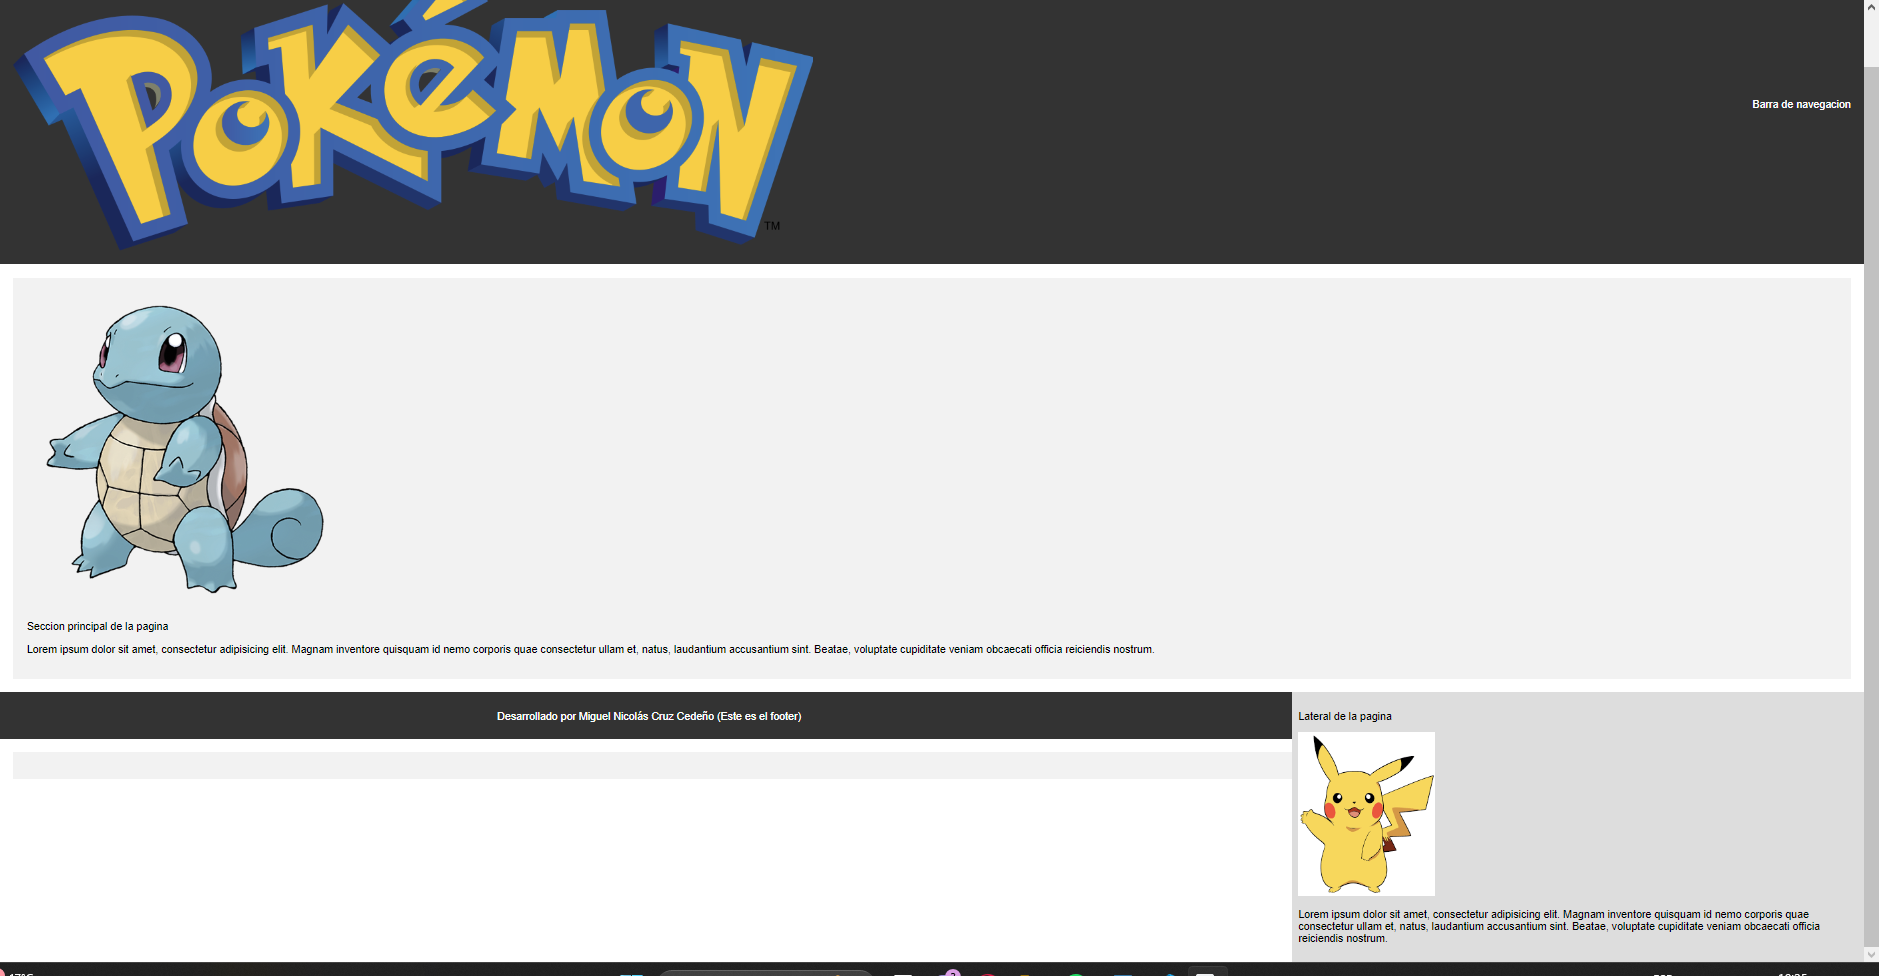 POKéMON
TM
Barra de navegacion
Seccion principal de la pagina
Lorem ipsum dolor sit amet, consectetur adipisicing elit. Magnam inventore quisquam id nemo corporis quae consectetur ullam et, natus, laudantium accusantium sint. Beatae, voluptate cupiditate veniam obcaecati officia reiciendis nostrum.
Desarrollado por Miguel Nicolás Cruz Cedeño (Este es el footer)
Lateral de la pagina
Lorem ipsum dolor sit amet, consectetur adipisicing elit. Magnam inventore quisquam id nemo corporis quae
consectetur ullam et, natus, laudantium accusantium sint. Beatae, voluptate cupiditate veniam obcaecati officia
reiciendis nostrum.